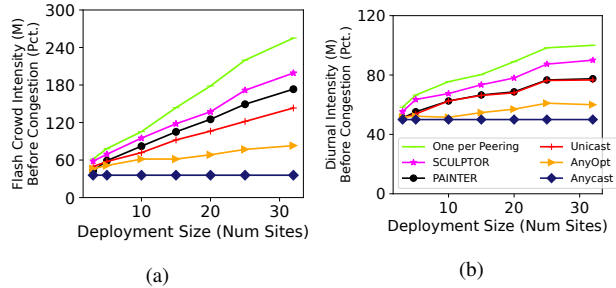 Flash Crowd Intensity (M)
Before Congestion (Pct.)
300
240
180
120
60
0
10
20
30
Deployment Size (Num Sites)
(a)
Diurnal Intensity (M)
Before Congestion (Pct.)
120
80
40
0
One per Peering
SCULPTOR
PAINTER
Unicast
AnyOpt
Anycast
10
20
30
Deployment Size (Num Sites)
(b)